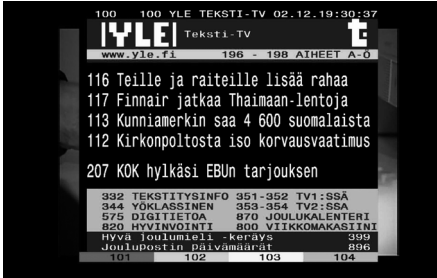 100 100 YLE TEKSTI-TV 02.12.19:30:37
YLE Teksti-TV t:
www.yle.fi 196 - 198 AIHEET A-Ö
116 Teille ja raiteille lisää rahaa
117 Finnair jatkaa Thaimaan-lentoja
113 Kunniamerkin saa 4 600 suomalaista
112 Kirkonpoltosta iso korvausvaatimus
207 KOK hylkäsi EBUn tarjouksen
332 TEKSTITYSINFO 351-352 TV1:SSÄ
344 YÖKLASSINEN 353-354 TV2:SSA
575 DIGITIETOA 870 JOULUKALENTERI
820 HYVINVOINTI 800 VIIKKOMAKASIINI
Hyvä joulumieli -keräys 399
JouluPostin päivämäärät 896
101 102 103 104